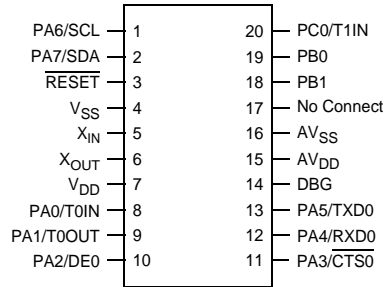 PA6/SCL 1 20 PC0/T1IN
PA7/SDA 2 19 PB0
RESET 3 18 PB1
VSS 4 17 No Connect
XIN 5 16 AVSS
XOUT 6 15 AVDD
VDD 7 14 DBG
PA0/T0IN 8 13 PA5/TXD0
PA1/T0OUT 9 12 PA4/RXD0
PA2/DE0 10 11 PA3/CTS0